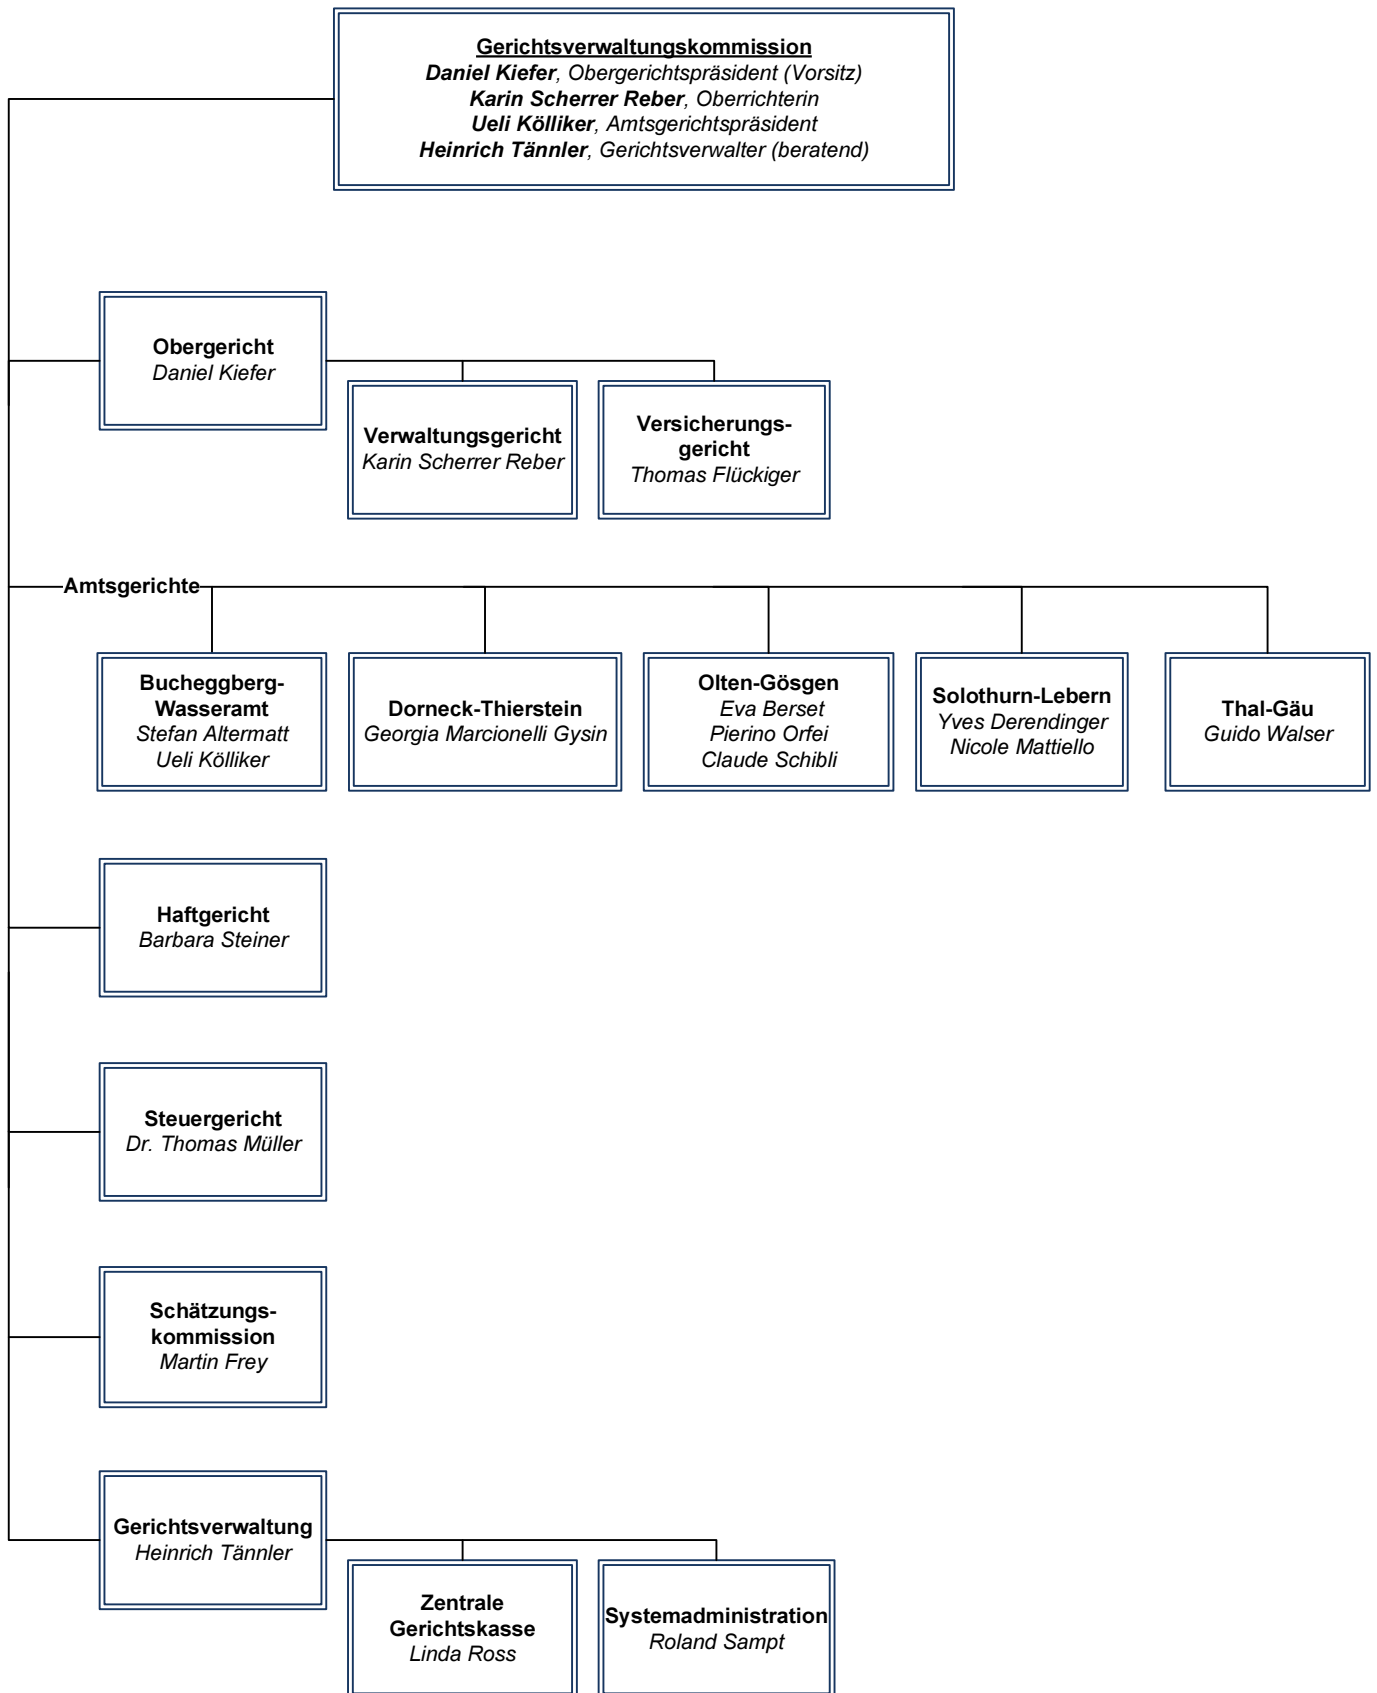 Gerichtsverwaltungskommission
Daniel Kiefer, Obergerichtspräsident (Vorsitz)
Karin Scherrer Reber, Oberrichterin
Ueli Kölliker, Amtsgerichtspräsident
Heinrich Tännler, Gerichtsverwalter (beratend)
Obergericht
Daniel Kiefer
Verwaltungsgericht
Karin Scherrer Reber
Versicherungs-
gericht
Thomas Flückiger
Amtsgerichte
Bucheggberg-
Wasseramt
Stefan Altermatt
Ueli Kölliker
Dorneck-Thierstein
Georgia Marcionelli Gysin
Olten-Gösgen
Eva Berset
Pierino Orfei
Claude Schibli
Solothurn-Lebern
Yves Derendinger
Nicole Mattiello
Thal-Gäu
Guido Walser
Haftgericht
Barbara Steiner
Steuergericht
Dr. Thomas Müller
Schätzungs-
kommission
Martin Frey
Gerichtsverwaltung
Heinrich Tännler
Zentrale
Gerichtskasse
Linda Ross
Systemadministration
Roland Sampt